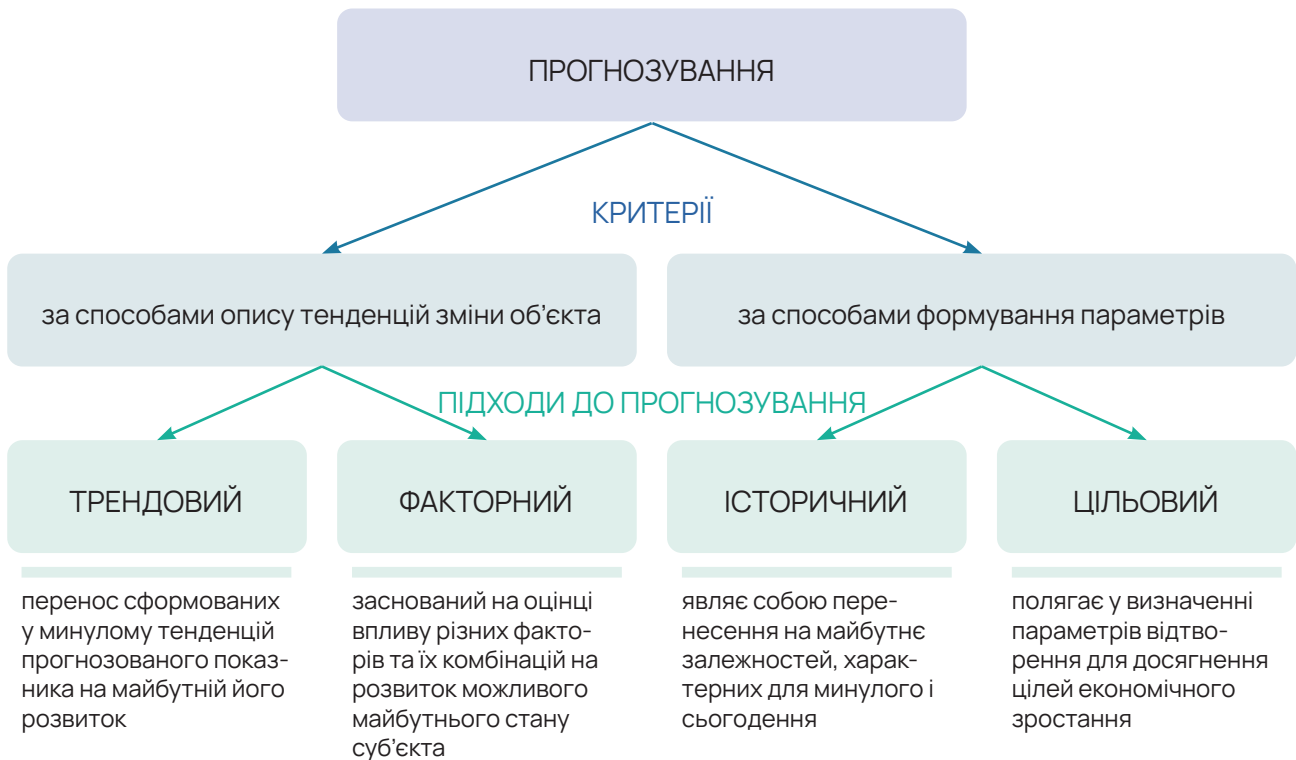 ПРОГНОЗУВАННЯ
КРИТЕРІЇ
за способами опису тенденцій зміни об’єкта
за способами формування параметрів
ПІДХОДИ ДО ПРОГНОЗУВАННЯ
ТРЕНДОВИЙ
перенос сформованих
у минулому тенденцій
прогнозованого показ-
ника на майбутній його
розвиток
ФАКТОРНИЙ
заснований на оцінці
впливу різних факто-
рів та їх комбінацій на
розвиток можливого
майбутнього стану
суб’єкта
ІСТОРИЧНИЙ
являє собою пере-
несення на майбутнє
залежностей, харак-
терних для минулого і
сьогодення
ЦІЛЬОВИЙ
полягає у визначенні
параметрів відтво-
рення для досягнення
цілей економічного
зростання